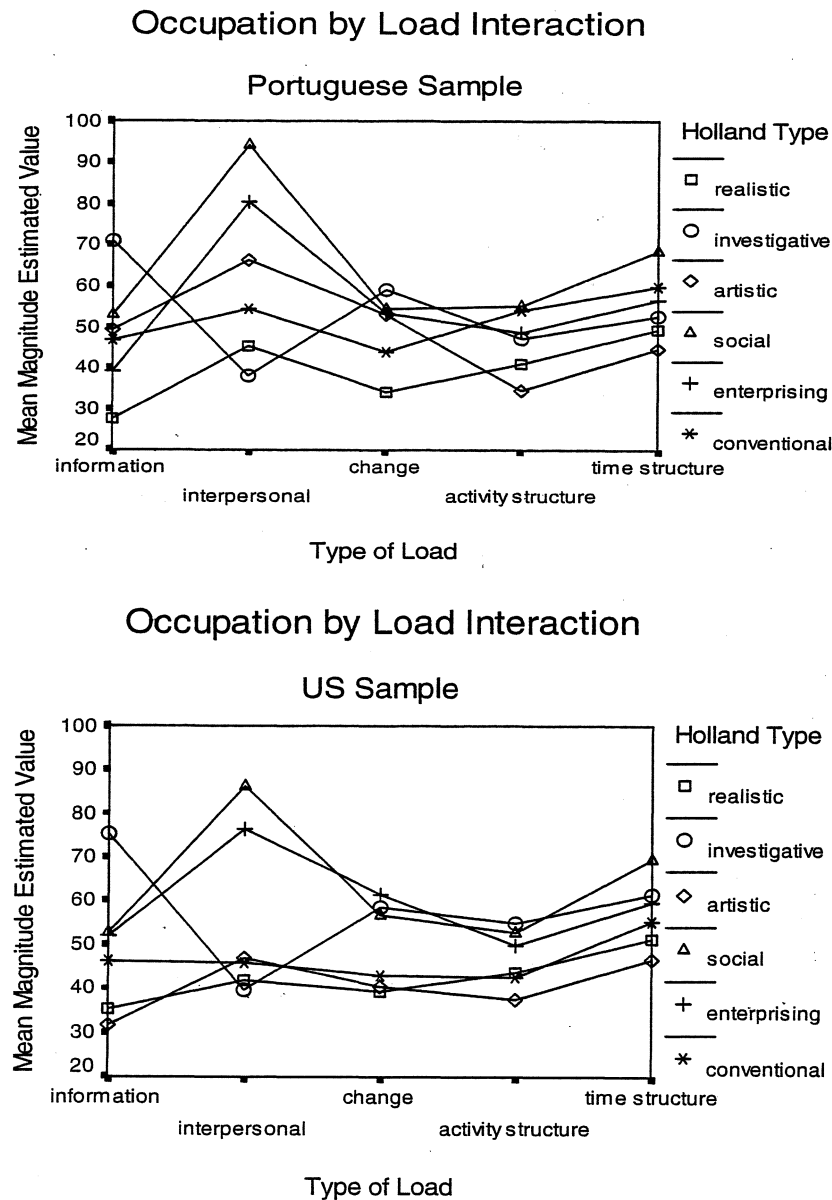 Occupation by Load Interaction
Portuguese Sample
Mean Magnitude Estimated Value
100
90
80
70
60
50
40
30
20
information
interpersonal
change
activity structure
time structure
Type of Load
Holland Type
realistic
investigative
artistic
social
enterprising
conventional
Occupation by Load Interaction
US Sample
Mean Magnitude Estimated Value
100
90
80
70
60
50
40
30
20
information
interpersonal
change
activity structure
time structure
Type of Load
Holland Type
realistic
investigative
artistic
social
enterprising
conventional